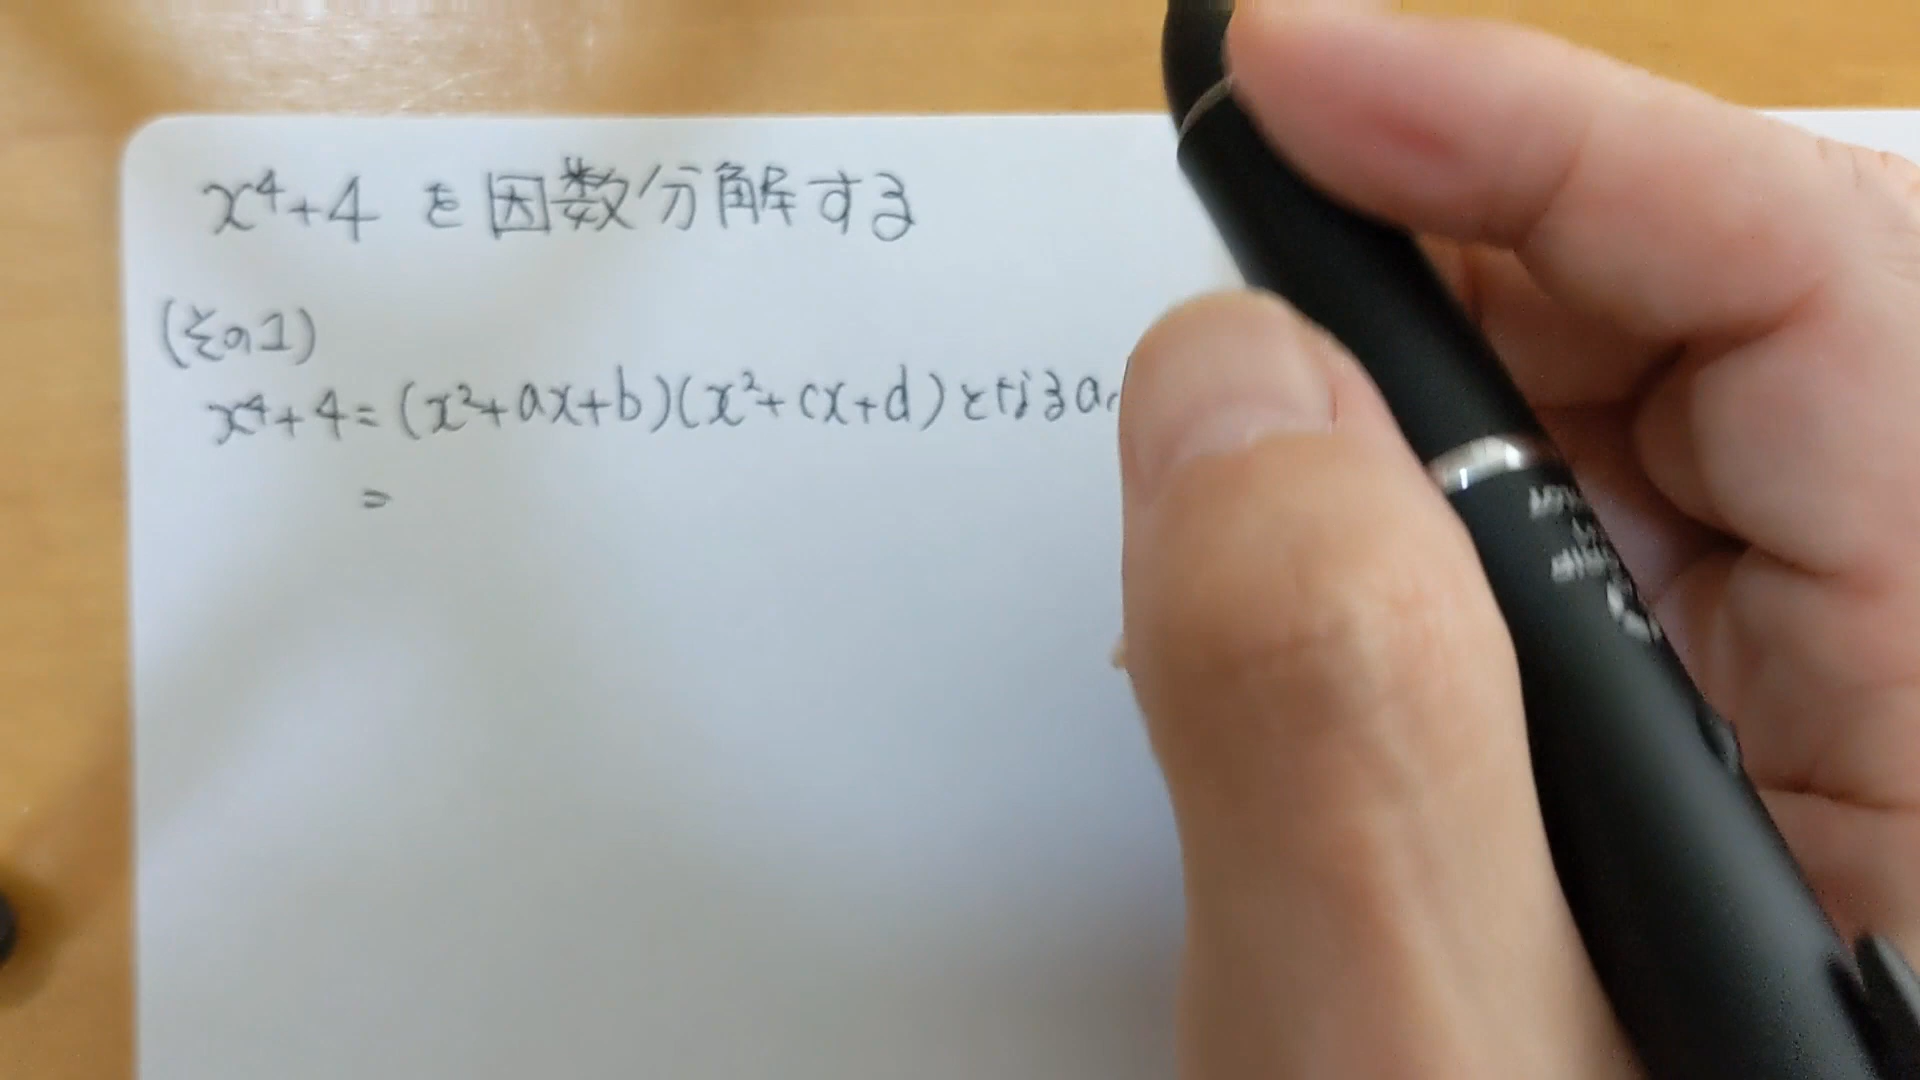 x⁴+4 を因数分解する
(その1)
x⁴+4=(x²+ax+b)(x²+cx+d)となるa
=